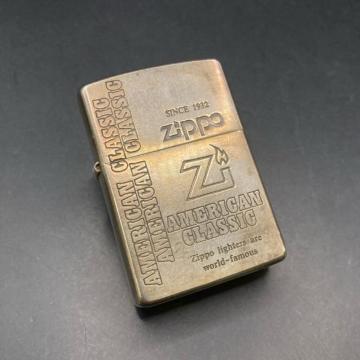 AMERICAN CLASSIC
AMERICAN CLASSIC
SINCE 1932
Zippo
Z
AMERICAN
CLASSIC
Zippo lighters are
world-famous